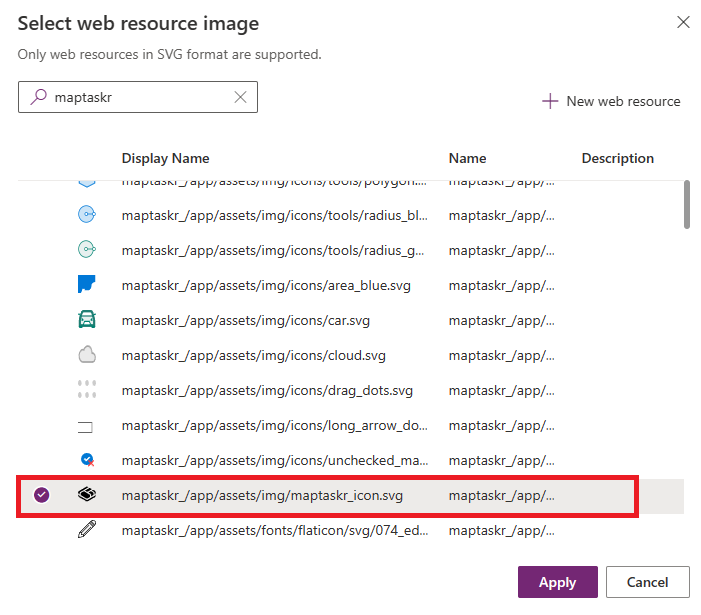 Select web resource image
Only web resources in SVG format are supported.
maptaskr
New web resource
Display Name Name Description
maptaskr_/app/assets/img/icons/tools/polygon.... maptaskr_/app/...
maptaskr_/app/assets/img/icons/tools/radius_bl... maptaskr_/app/...
maptaskr_/app/assets/img/icons/tools/radius_g... maptaskr_/app/...
maptaskr_/app/assets/img/icons/area_blue.svg maptaskr_/app/...
maptaskr_/app/assets/img/icons/car.svg maptaskr_/app/...
maptaskr_/app/assets/img/icons/cloud.svg maptaskr_/app/...
maptaskr_/app/assets/img/icons/drag_dots.svg maptaskr_/app/...
maptaskr_/app/assets/img/icons/long_arrow_do... maptaskr_/app/...
maptaskr_/app/assets/img/icons/unchecked_ma... maptaskr_/app/...
maptaskr_/app/assets/img/maptaskr_icon.svg maptaskr_/app/...
maptaskr_/app/assets/fonts/flaticon/svg/074_ed... maptaskr_/app/...
Apply Cancel